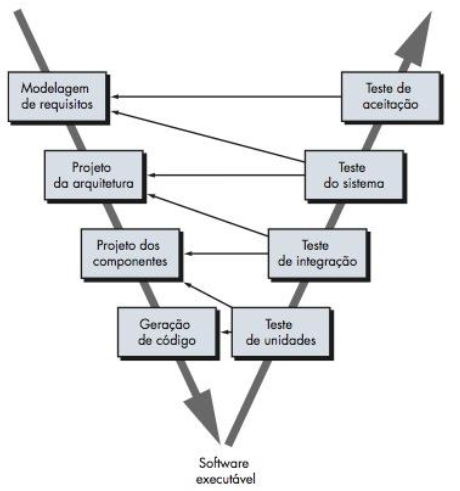 Modelagem
de requisitos
Teste de
aceitação
Projeto
da arquitetura
Teste
do sistema
Projeto dos
componentes
Teste
de integração
Geração
de código
Teste
de unidades
Software
executável